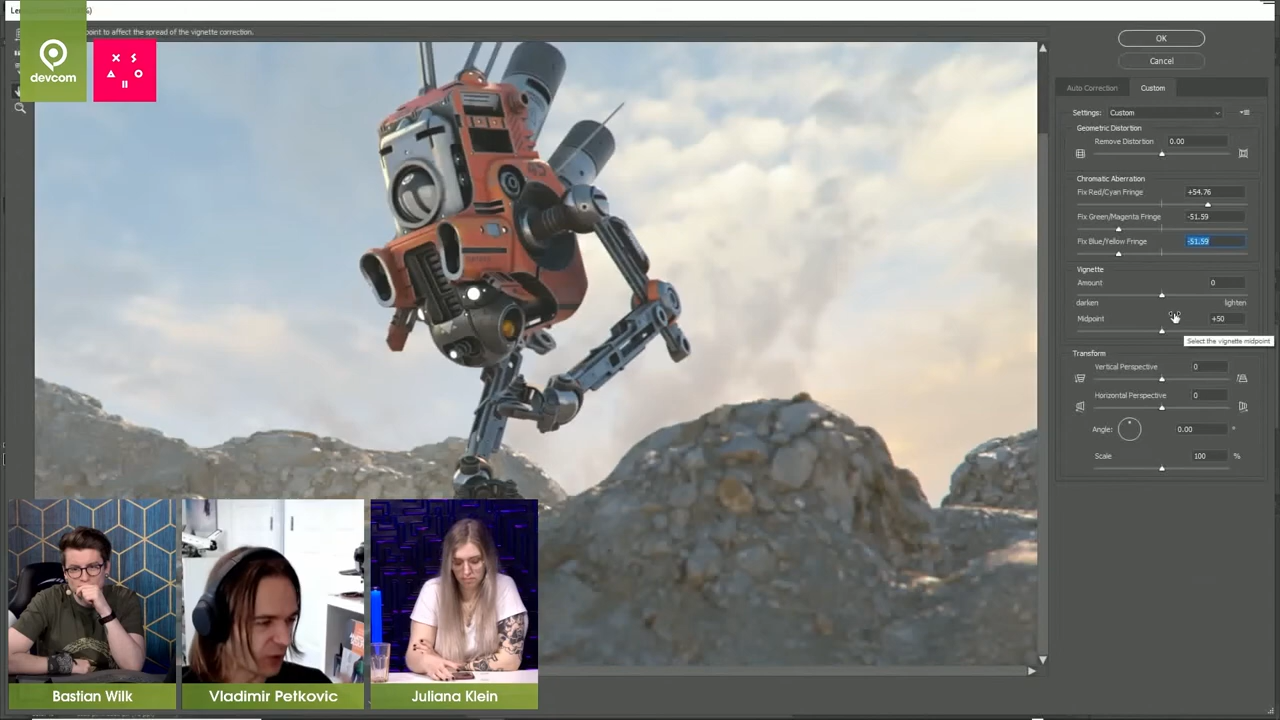 point to affect the spread of the vignette correction.
devcom
X S
O
II
OK
Cancel
Auto Correction
Custom
Settings: Custom
Geometric Distortion
Remove Distortion 0.00
Chromatic Aberration
Fix Red/Cyan Fringe +54.76
Fix Green/Magenta Fringe -51.59
Fix Blue/Yellow Fringe -51.59
Vignette
Amount 0
darken lighten
Midpoint +50
Select the vignette midpoint
Transform
Vertical Perspective 0
Horizontal Perspective 0
Angle: 0.00 °
Scale 100 %
Bastian Wilk
Vladimir Petkovic
Juliana Klein